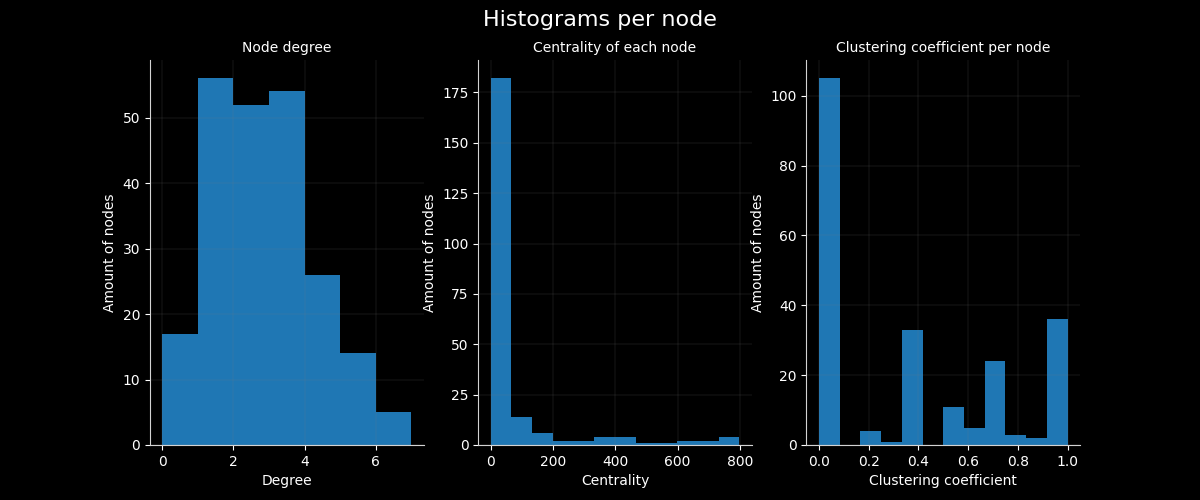 Histograms per node
Node degree
Amount of nodes
50
40
30
20
10
0
0 2 4 6
Degree
Centrality of each node
Amount of nodes
175
150
125
100
75
50
25
0
0 200 400 600 800
Centrality
Clustering coefficient per node
Amount of nodes
100
80
60
40
20
0
0.0 0.2 0.4 0.6 0.8 1.0
Clustering coefficient